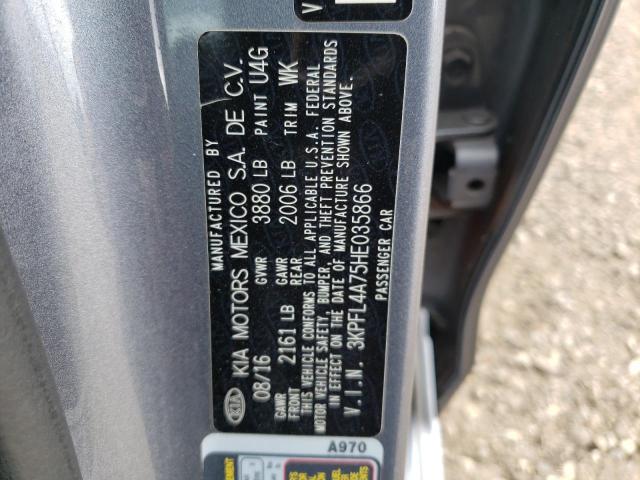 MANUFACTURED BY
KIA KIA MOTORS MEXICO S.A. DE C.V.
08/16 GVWR 3880 LB PAINT U4G
GAWR FRONT 2161 LB GAWR REAR 2006 LB TRIM WK
THIS VEHICLE CONFORMS TO ALL APPLICABLE U.S.A. FEDERAL
MOTOR VEHICLE SAFETY, BUMPER, AND THEFT PREVENTION STANDARDS
IN EFFECT ON THE DATE OF MANUFACTURE SHOWN ABOVE.
V.I.N. 3KPFL4A75HE035866
PASSENGER CAR
A970
V